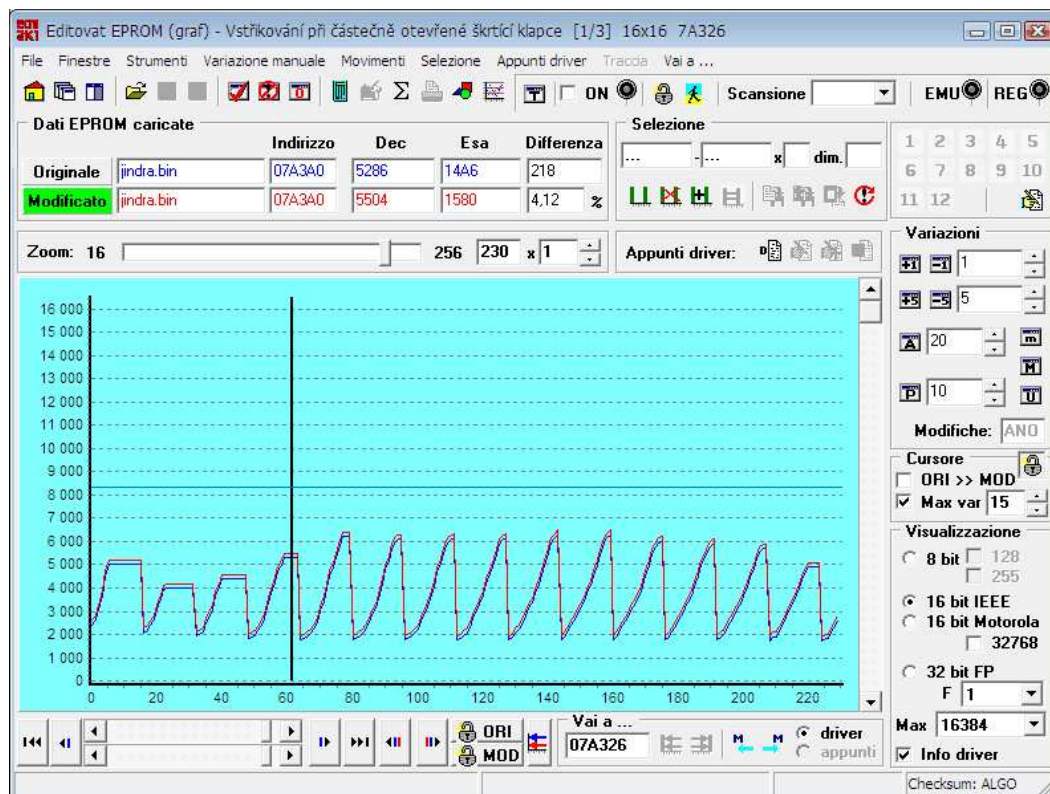 Editovat EPROM (graf) - Vstřikování při částečně otevřené škrtící klapce [1/3] 16x16 7A326
File Finestre Strumenti Variazione manuale Movimenti Selezione Appunti driver Traccia Vai a ...
ON Scansione EMU REG
Dati EPROM caricate
Indirizzo Dec Esa Differenza
Originale jindra.bin 07A3A0 5286 14A6 218
Modificato jindra.bin 07A3A0 5504 1580 4,12 %
Selezione
... - ... x dim.
1 2 3 4 5
6 7 8 9 10
11 12
Zoom: 16 256 230 x 1
Appunti driver:
Variazioni
+1 -1 1
+5 -5 5
A 20 m
M
P 10 U
Modifiche: ANO
Cursore
ORI >> MOD
Max var 15
Visualizzazione
8 bit 128
255
16 bit IEEE
16 bit Motorola
32768
32 bit FP
F 1
Max 16384
Info driver
16 000
15 000
14 000
13 000
12 000
11 000
10 000
9 000
8 000
7 000
6 000
5 000
4 000
3 000
2 000
1 000
0
0 20 40 60 80 100 120 140 160 180 200 220
ORI
MOD
Vai a ...
07A326
M M
driver
appunti
Checksum: ALGO